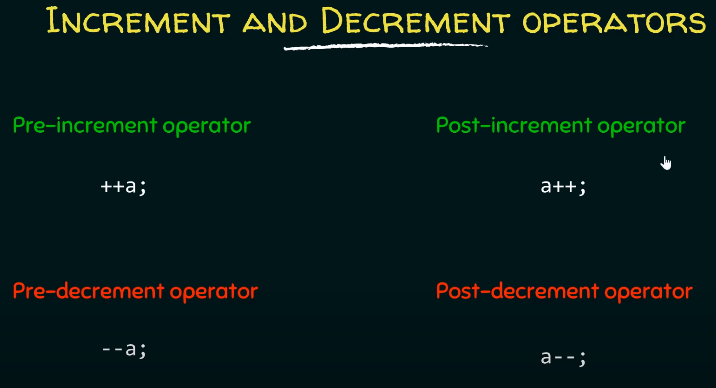 Increment and Decrement operators
Pre-increment operator
Post-increment operator
++a;
a++;
Pre-decrement operator
Post-decrement operator
--a;
a--;